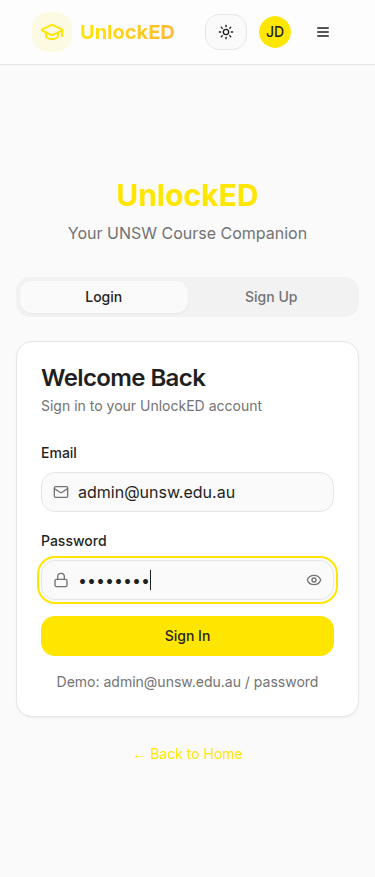 UnlockED
JD
UnlockED
Your UNSW Course Companion
Login
Sign Up
Welcome Back
Sign in to your UnlockED account
Email
admin@unsw.edu.au
Password
••••••••
Sign In
Demo: admin@unsw.edu.au / password
← Back to Home